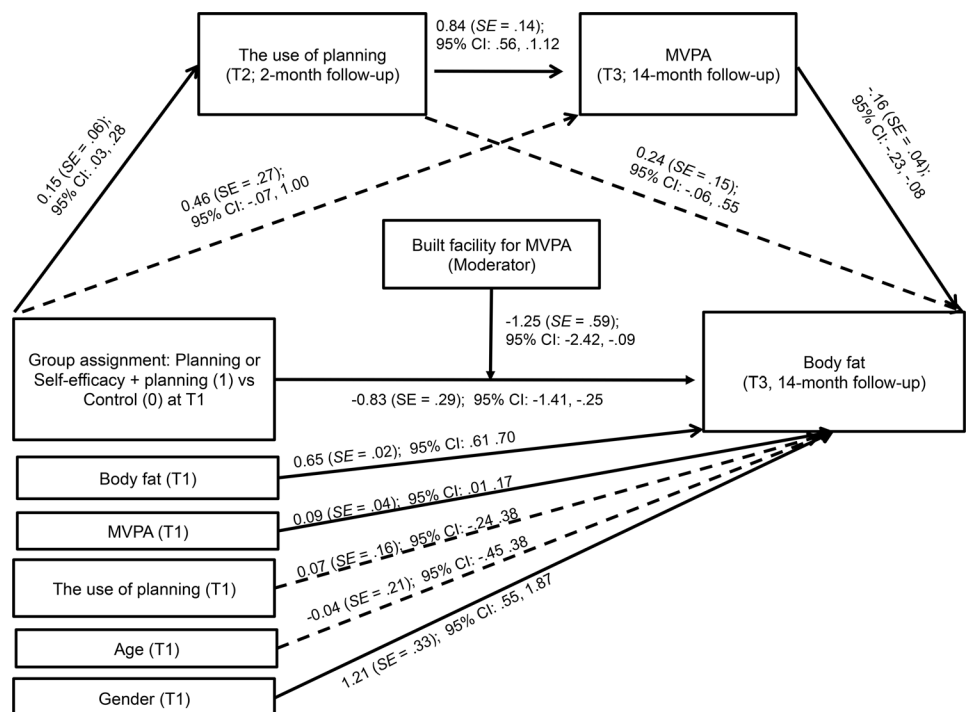 The use of planning
(T2; 2-month follow-up)
0.84 (SE = .14);
95% CI: .56, .1.12
MVPA
(T3; 14-month follow-up)
0.15 (SE = .06);
95% CI: .03, .28
0.46 (SE = .27);
95% CI: -.07, 1.00
0.24 (SE = .15);
95% CI: -.06, .55
-.16 (SE = .04);
95% CI: -.23, -.08
Built facility for MVPA
(Moderator)
-1.25 (SE = .59);
95% CI: -2.42, -.09
Group assignment: Planning or
Self-efficacy + planning (1) vs
Control (0) at T1
-0.83 (SE = .29);  95% CI: -1.41, -.25
Body fat
(T3, 14-month follow-up)
Body fat (T1)
0.65 (SE = .02);  95% CI: .61 .70
MVPA (T1)
0.09 (SE = .04);  95% CI: .01 .17
The use of planning (T1)
0.07 (SE = .16);  95% CI: -.24 .38
Age (T1)
-0.04 (SE = .21);  95% CI: -.45 .38
Gender (T1)
1.21 (SE = .33);  95% CI: .55, 1.87